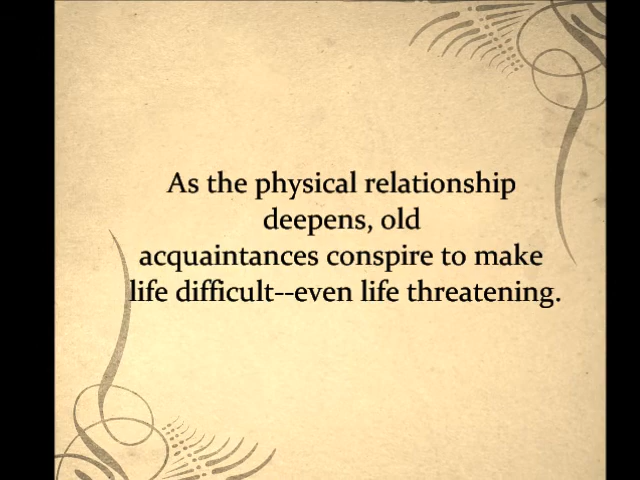 As the physical relationship
deepens, old
acquaintances conspire to make
life difficult--even life threatening.